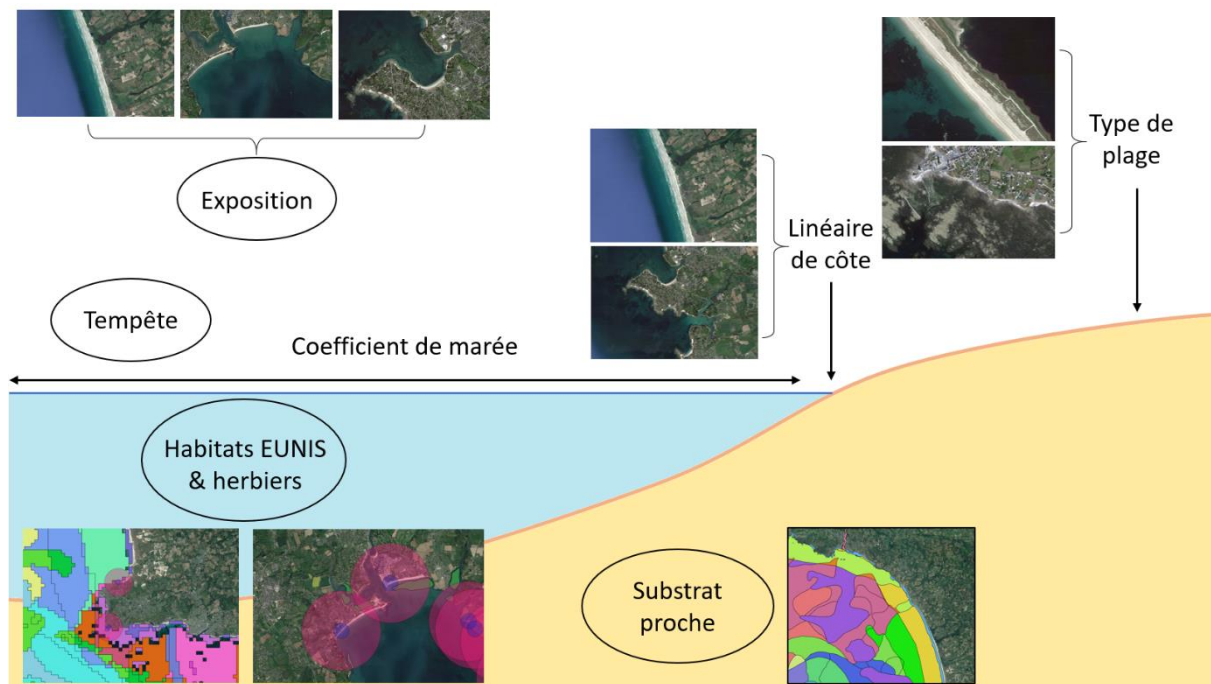 Exposition
Type de
plage
Linéaire
de côte
Tempête
Coefficient de marée
Habitats EUNIS
& herbiers
Substrat
proche